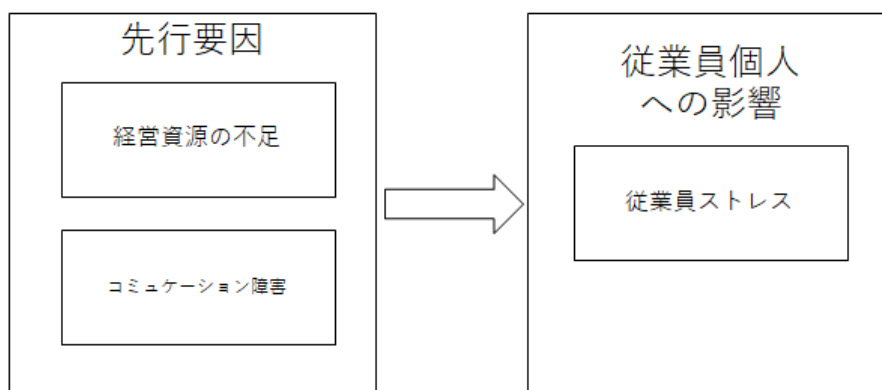 先行要因
経営資源の不足
コミュケーション障害
従業員個人
への影響
従業員ストレス